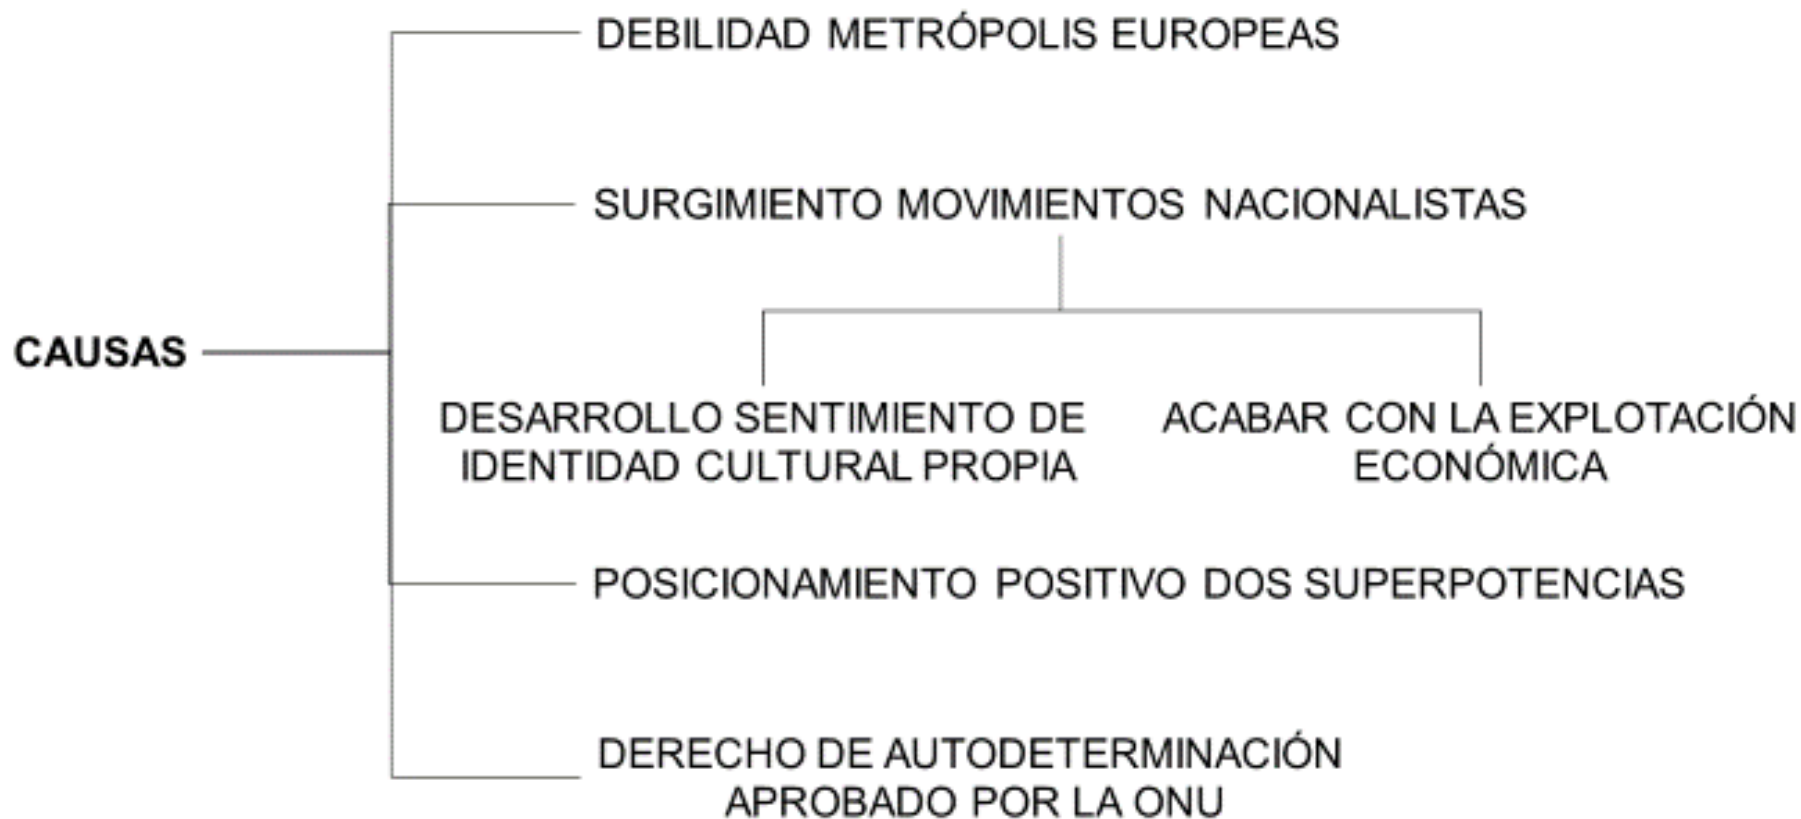 DEBILIDAD METRÓPOLIS EUROPEAS
SURGIMIENTO MOVIMIENTOS NACIONALISTAS
CAUSAS
DESARROLLO SENTIMIENTO DE
IDENTIDAD CULTURAL PROPIA
ACABAR CON LA EXPLOTACIÓN
ECONÓMICA
POSICIONAMIENTO POSITIVO DOS SUPERPOTENCIAS
DERECHO DE AUTODETERMINACIÓN
APROBADO POR LA ONU